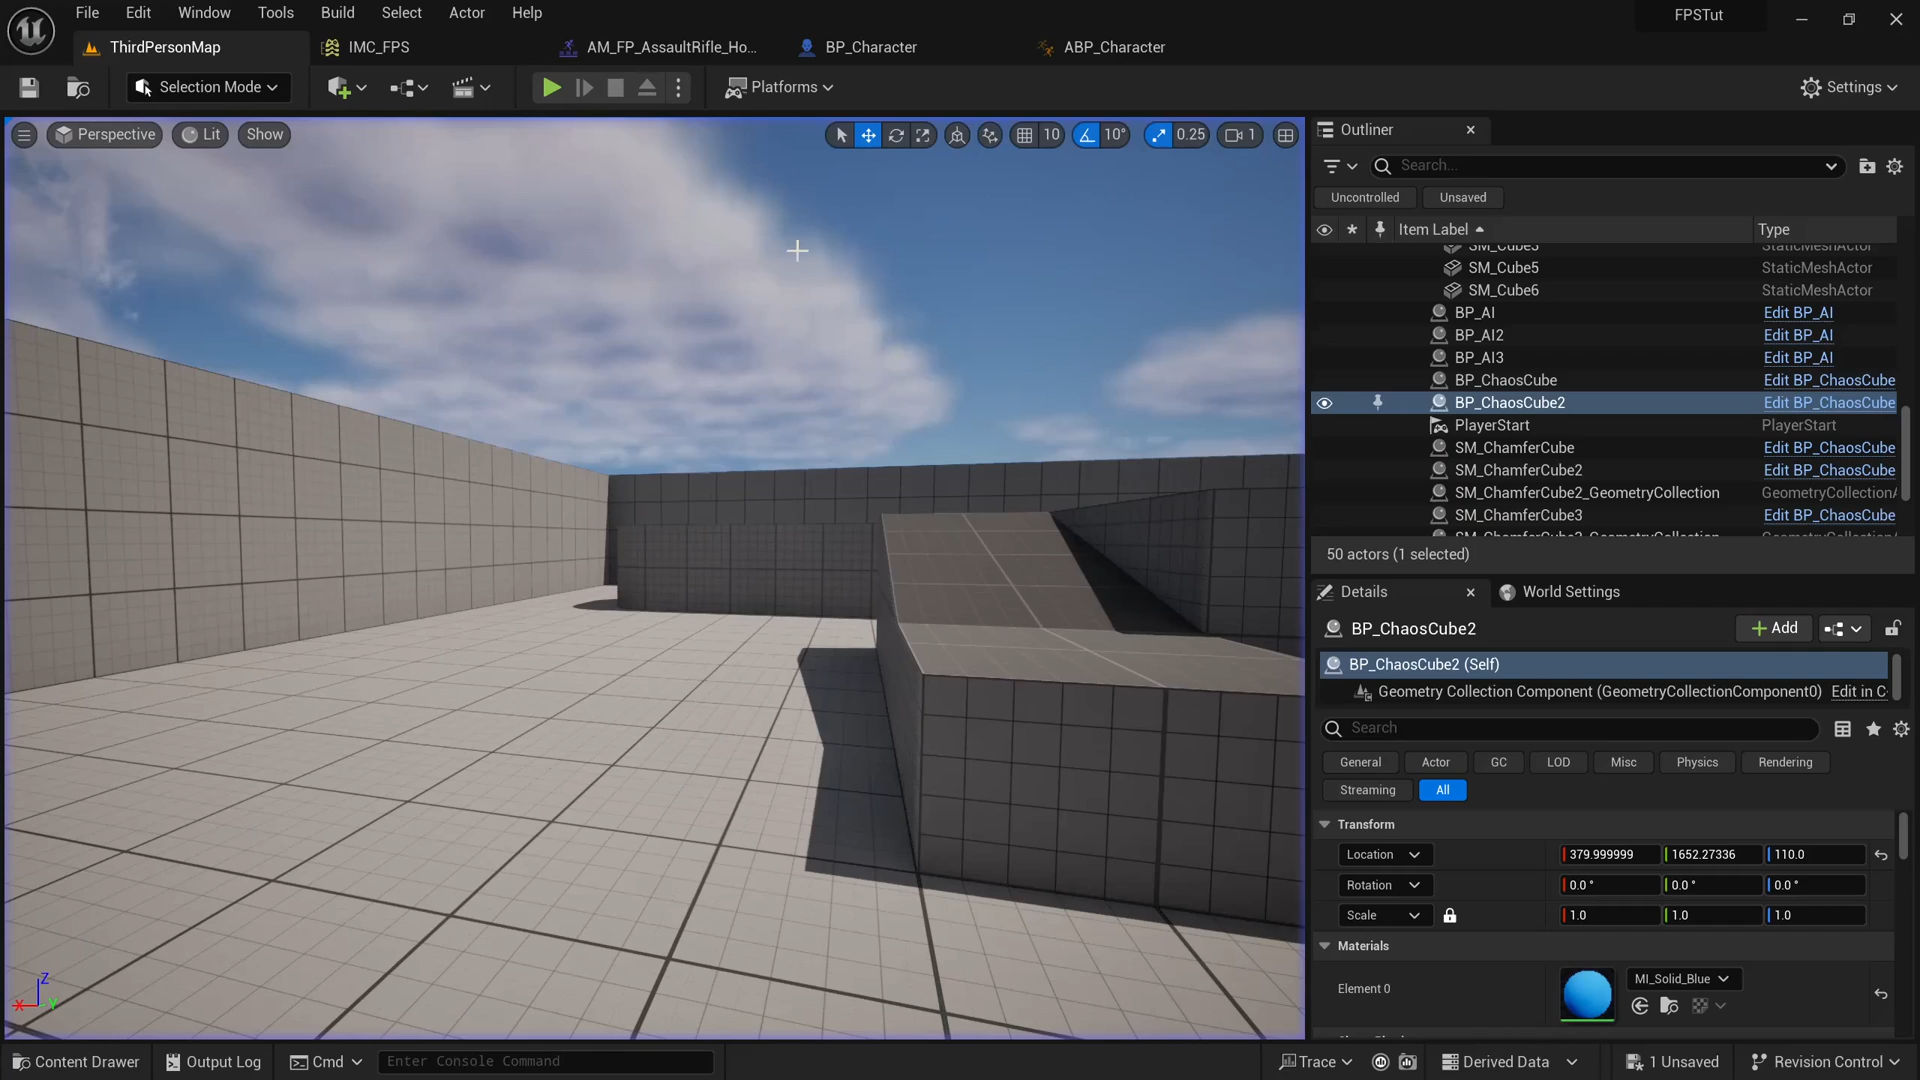 File Edit Window Tools Build Select Actor Help
FPSTut
ThirdPersonMap
IMC_FPS
AM_FP_AssaultRifle_Ho...
BP_Character
ABP_Character
Selection Mode
Platforms
Settings
Perspective
Lit
Show
10
10°
0.25
1
Outliner
Search...
Uncontrolled
Unsaved
Item Label
Type
SM_Cube5 StaticMeshActor
SM_Cube6 StaticMeshActor
BP_AI Edit BP_AI
BP_AI2 Edit BP_AI
BP_AI3 Edit BP_AI
BP_ChaosCube Edit BP_ChaosCube
BP_ChaosCube2 Edit BP_ChaosCube
PlayerStart PlayerStart
SM_ChamferCube Edit BP_ChaosCube
SM_ChamferCube2 Edit BP_ChaosCube
SM_ChamferCube2_GeometryCollection GeometryCollection
SM_ChamferCube3 Edit BP_ChaosCube
50 actors (1 selected)
Details
World Settings
BP_ChaosCube2
Add
BP_ChaosCube2 (Self)
Geometry Collection Component (GeometryCollectionComponent0) Edit in C
Search
General
Actor
GC
LOD
Misc
Physics
Rendering
Streaming
All
Transform
Location 379.999999 1652.27336 110.0
Rotation 0.0° 0.0° 0.0°
Scale 1.0 1.0 1.0
Materials
Element 0
MI_Solid_Blue
X Z Y
Content Drawer
Output Log
Cmd
Enter Console Command
Trace
Derived Data
1 Unsaved
Revision Control